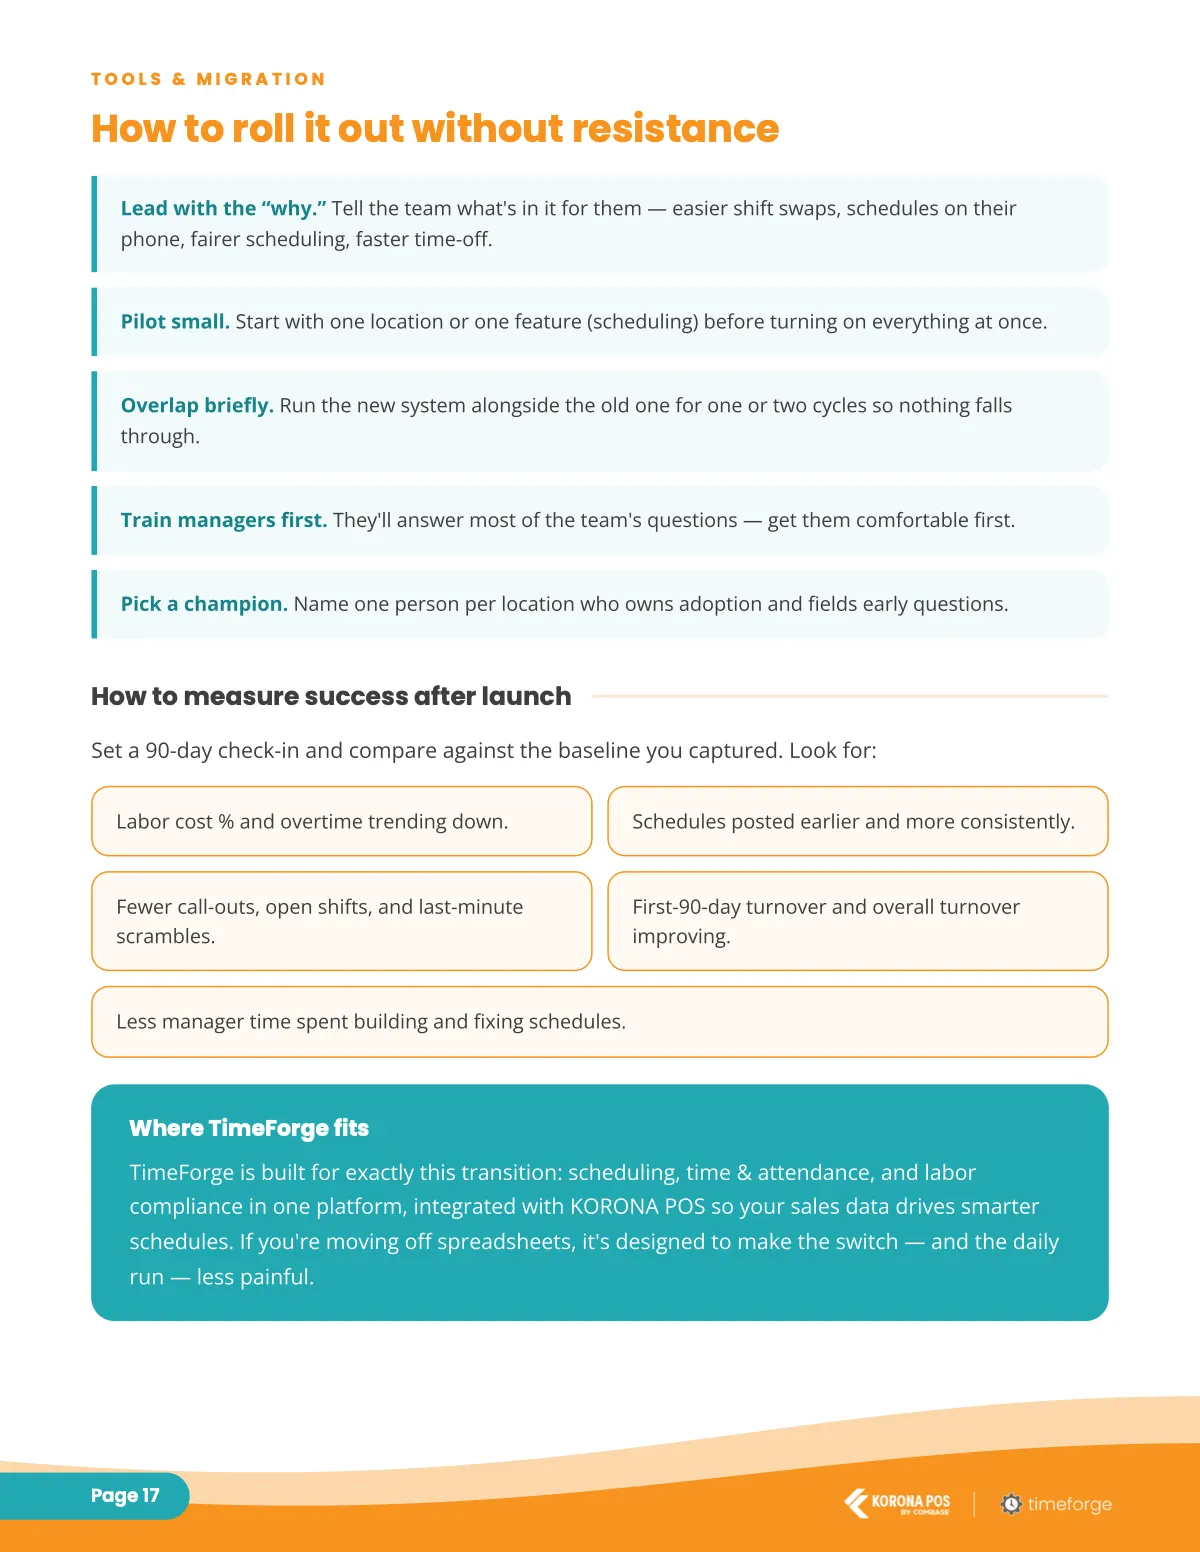 TOOLS & MIGRATION
How to roll it out without resistance
Lead with the “why.” Tell the team what's in it for them — easier shift swaps, schedules on their
phone, fairer scheduling, faster time-off.
Pilot small. Start with one location or one feature (scheduling) before turning on everything at once.
Overlap briefly. Run the new system alongside the old one for one or two cycles so nothing falls
through.
Train managers first. They'll answer most of the team's questions — get them comfortable first.
Pick a champion. Name one person per location who owns adoption and fields early questions.
How to measure success after launch
Set a 90-day check-in and compare against the baseline you captured. Look for:
Labor cost % and overtime trending down.
Schedules posted earlier and more consistently.
Fewer call-outs, open shifts, and last-minute
scrambles.
First-90-day turnover and overall turnover
improving.
Less manager time spent building and fixing schedules.
Where TimeForge fits
TimeForge is built for exactly this transition: scheduling, time & attendance, and labor
compliance in one platform, integrated with KORONA POS so your sales data drives smarter
schedules. If you're moving off spreadsheets, it's designed to make the switch — and the daily
run — less painful.
Page 17
KORONA POS
BY COMBASE
timeforge